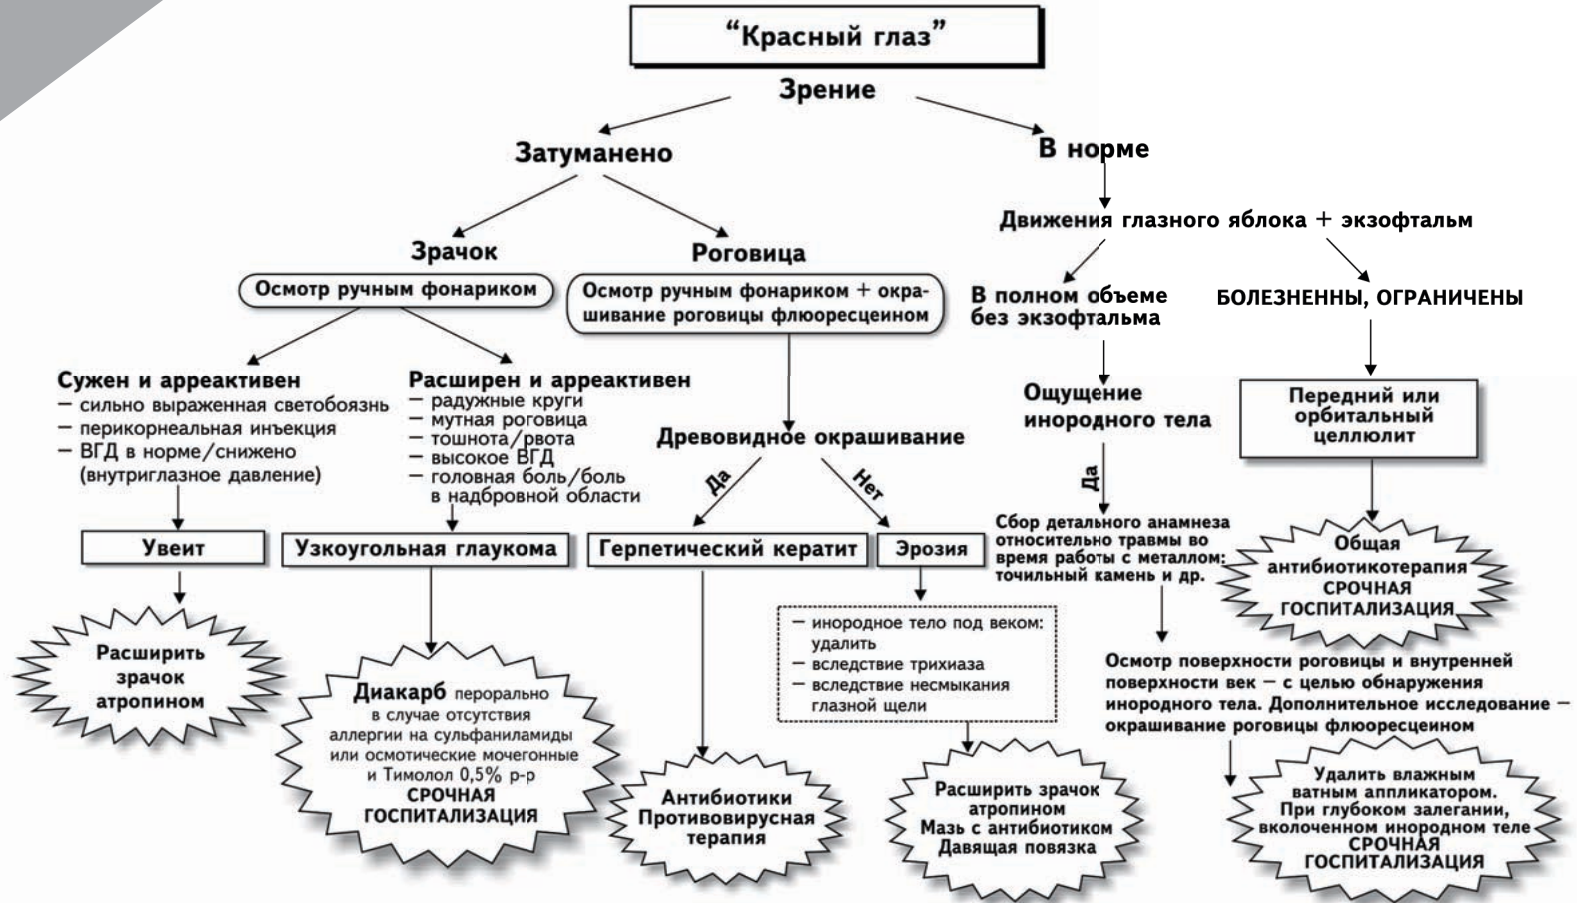 “Красный глаз”
Зрение
Затуманено
В норме
Движения глазного яблока + экзофтальм
Зрачок
Роговица
Осмотр ручным фонариком
Осмотр ручным фонариком + окра-
шивание роговицы флюоресцеином
В полном объеме
без экзофтальма
БОЛЕЗНЕННЫ, ОГРАНИЧЕНЫ
Сужен и арреактивен
– сильно выраженная светобоязнь
– перикорнеальная инъекция
– ВГД в норме/снижено
(внутриглазное давление)
Расширен и арреактивен
– радужные круги
– мутная роговица
– тошнота/рвота
– высокое ВГД
– головная боль/боль
в надбровной области
Древовидное окрашивание
Да
Нет
Ощущение
инородного тела
Да
Передний или
орбитальный
целлюлит
Увеит
Узкоугольная глаукома
Герпетический кератит
Эрозия
Сбор детального анамнеза
относительно травмы во
время работы с металлом:
точильный камень и др.
Общая
антибиотикотерапия
СРОЧНАЯ
ГОСПИТАЛИЗАЦИЯ
Расширить
зрачок
атропином
Диакарб перорально
в случае отсутствия
аллергии на сульфаниламиды
или осмотические мочегонные
и Тимолол 0,5% р-р
СРОЧНАЯ
ГОСПИТАЛИЗАЦИЯ
– инородное тело под веком:
удалить
– вследствие трихиаза
– вследствие несмыкания
глазной щели
Осмотр поверхности роговицы и внутренней
поверхности век – с целью обнаружения
инородного тела. Дополнительное исследование –
окрашивание роговицы флюоресцеином
Антибиотики
Противовирусная
терапия
Расширить зрачок
атропином
Мазь с антибиотиком
Давящая повязка
Удалить влажным
ватным аппликатором.
При глубоком залегании,
вколоченном инородном теле
СРОЧНАЯ
ГОСПИТАЛИЗАЦИЯ